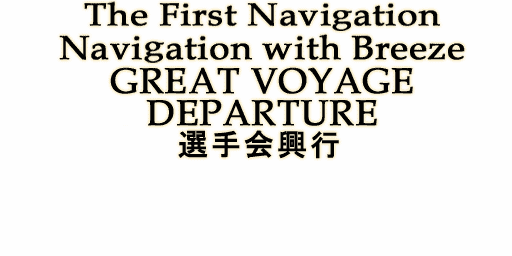 The First Navigation
Navigation with Breeze
GREAT VOYAGE
DEPARTURE
選手会興行